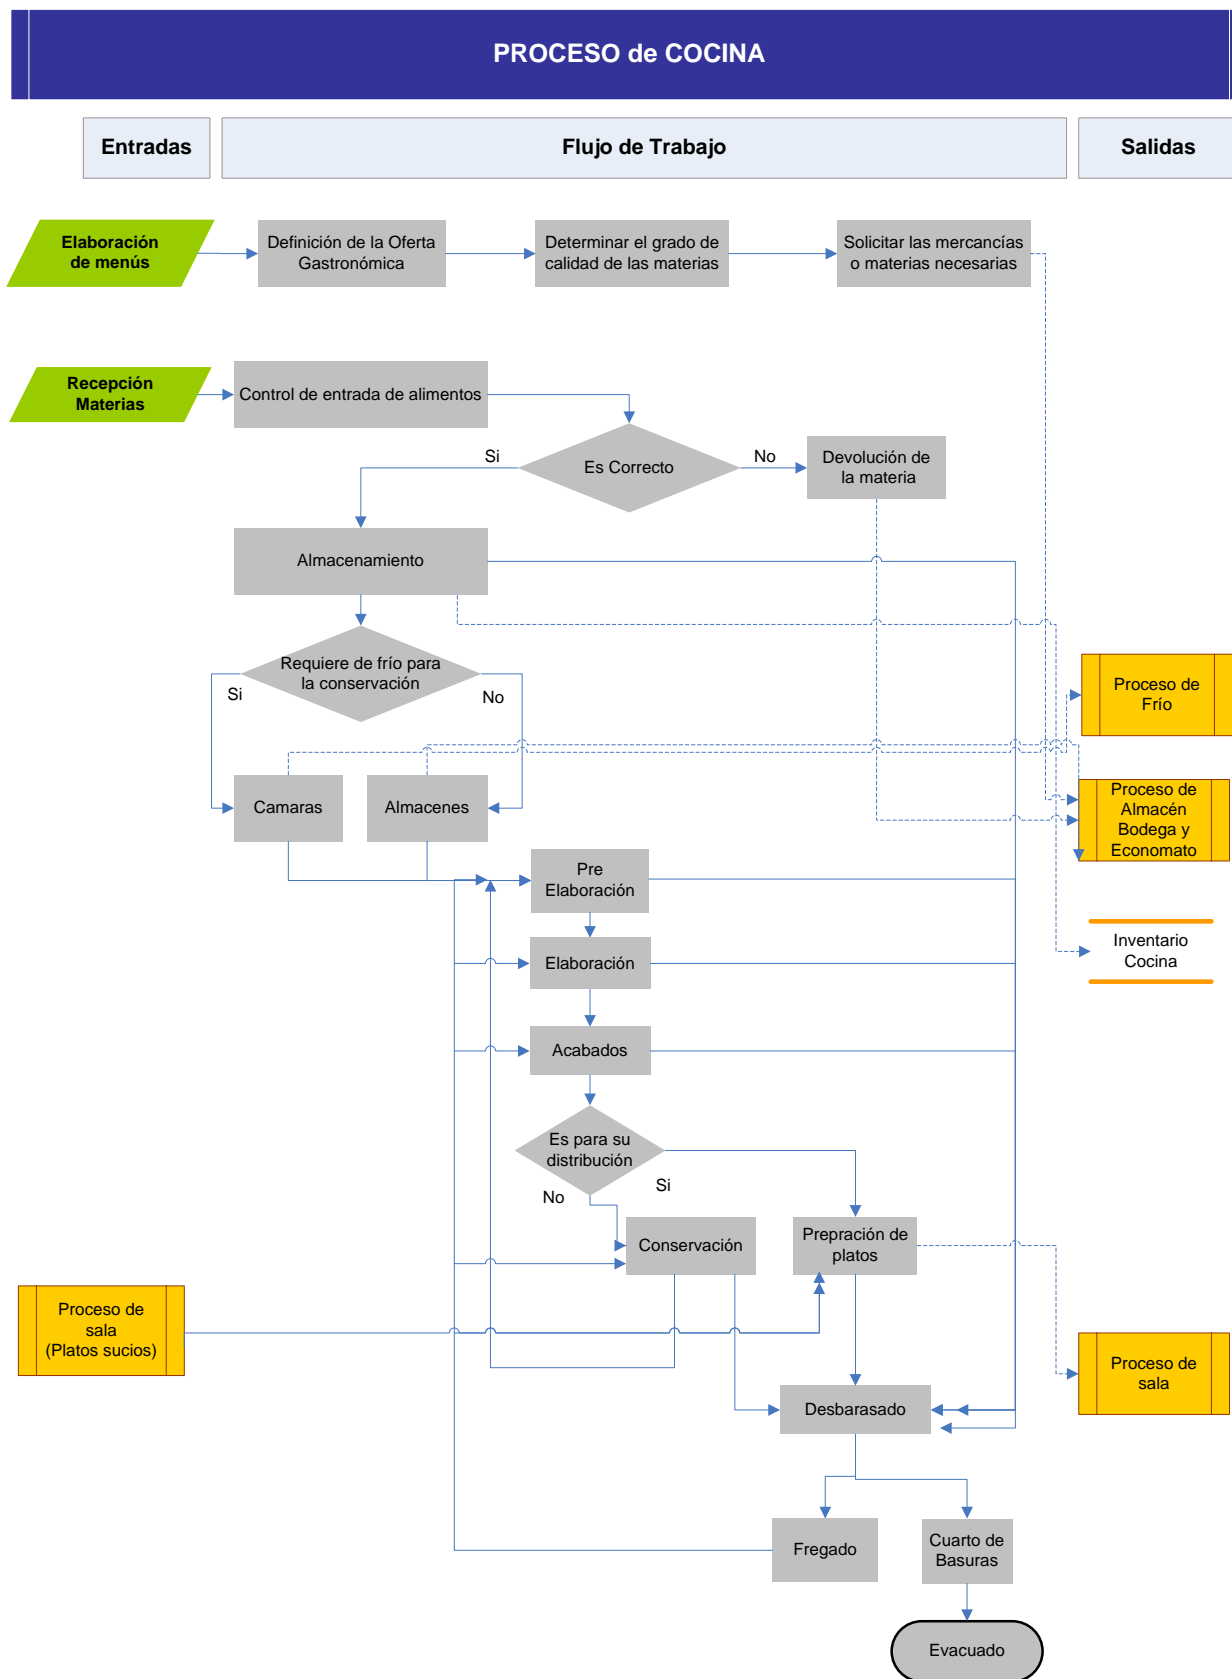 PROCESO de COCINA
Entradas
Flujo de Trabajo
Salidas
Elaboración
de menús
Definición de la Oferta
Gastronómica
Determinar el grado de
calidad de las materias
Solicitar las mercancías
o materias necesarias
Recepción
Materias
Control de entrada de alimentos
Si
Es Correcto
No
Devolución de
la materia
Almacenamiento
Requiere de frío para
la conservación
Si
No
Proceso de
Frío
Camaras
Almacenes
Proceso de
Almacén
Bodega y
Economato
Pre
Elaboración
Elaboración
Inventario
Cocina
Acabados
Es para su
distribución
No
Si
Conservación
Prepración de
platos
Proceso de
sala
(Platos sucios)
Proceso de
sala
Desbarasado
Fregado
Cuarto de
Basuras
Evacuado